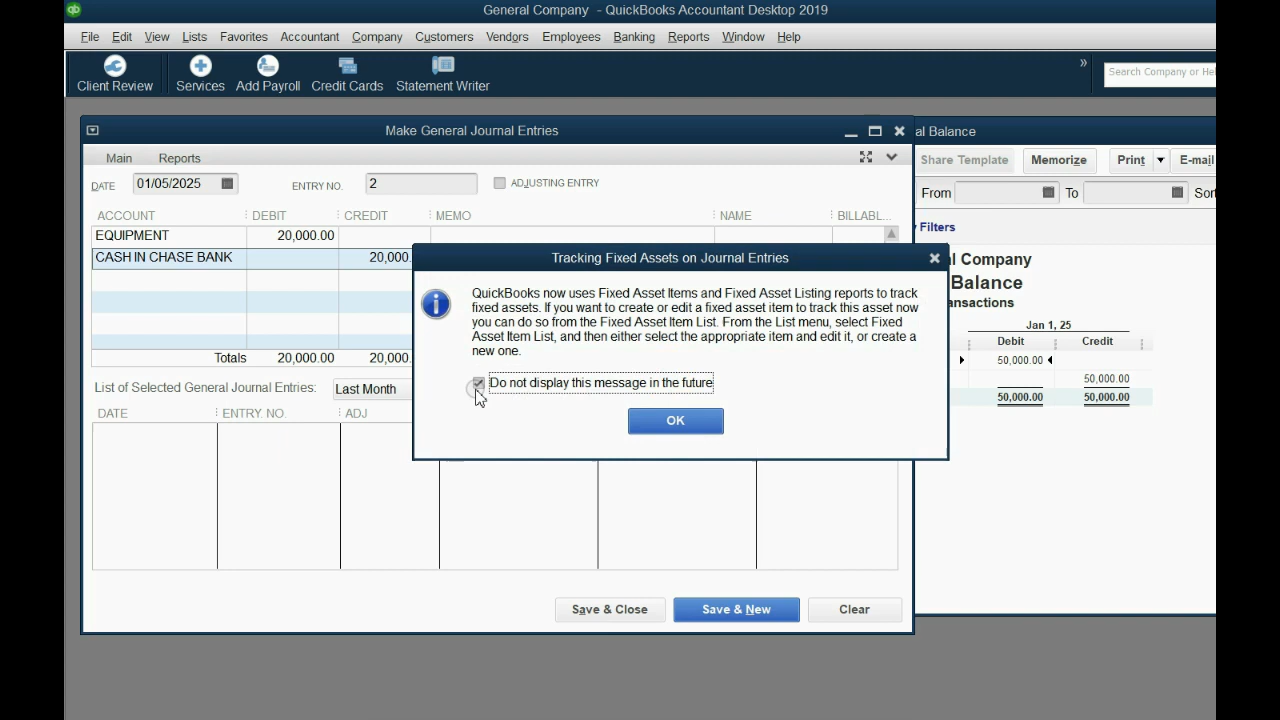 General Company - QuickBooks Accountant Desktop 2019
File Edit View Lists Favorites Accountant Company Customers Vendors Employees Banking Reports Window Help
Client Review Services Add Payroll Credit Cards Statement Writer
» Search Company or Hel
Make General Journal Entries
al Balance
Main Reports
Share Template Memorize Print E-mail
DATE 01/05/2025 ENTRY NO. 2 ADJUSTING ENTRY
From To Sort
ACCOUNT DEBIT CREDIT MEMO NAME BILLABL...
EQUIPMENT 20,000.00
Filters
CASH IN CHASE BANK 20,000.
Tracking Fixed Assets on Journal Entries
l Company
Balance
ansactions
QuickBooks now uses Fixed Asset Items and Fixed Asset Listing reports to track
fixed assets. If you want to create or edit a fixed asset item to track this asset now
you can do so from the Fixed Asset Item List. From the List menu, select Fixed
Asset Item List, and then either select the appropriate item and edit it, or create a
new one.
Jan 1, 25
Debit Credit
50,000.00
50,000.00
50,000.00 50,000.00
Totals 20,000.00 20,000.
Do not display this message in the future
OK
List of Selected General Journal Entries: Last Month
DATE ENTRY NO. ADJ
Save & Close Save & New Clear